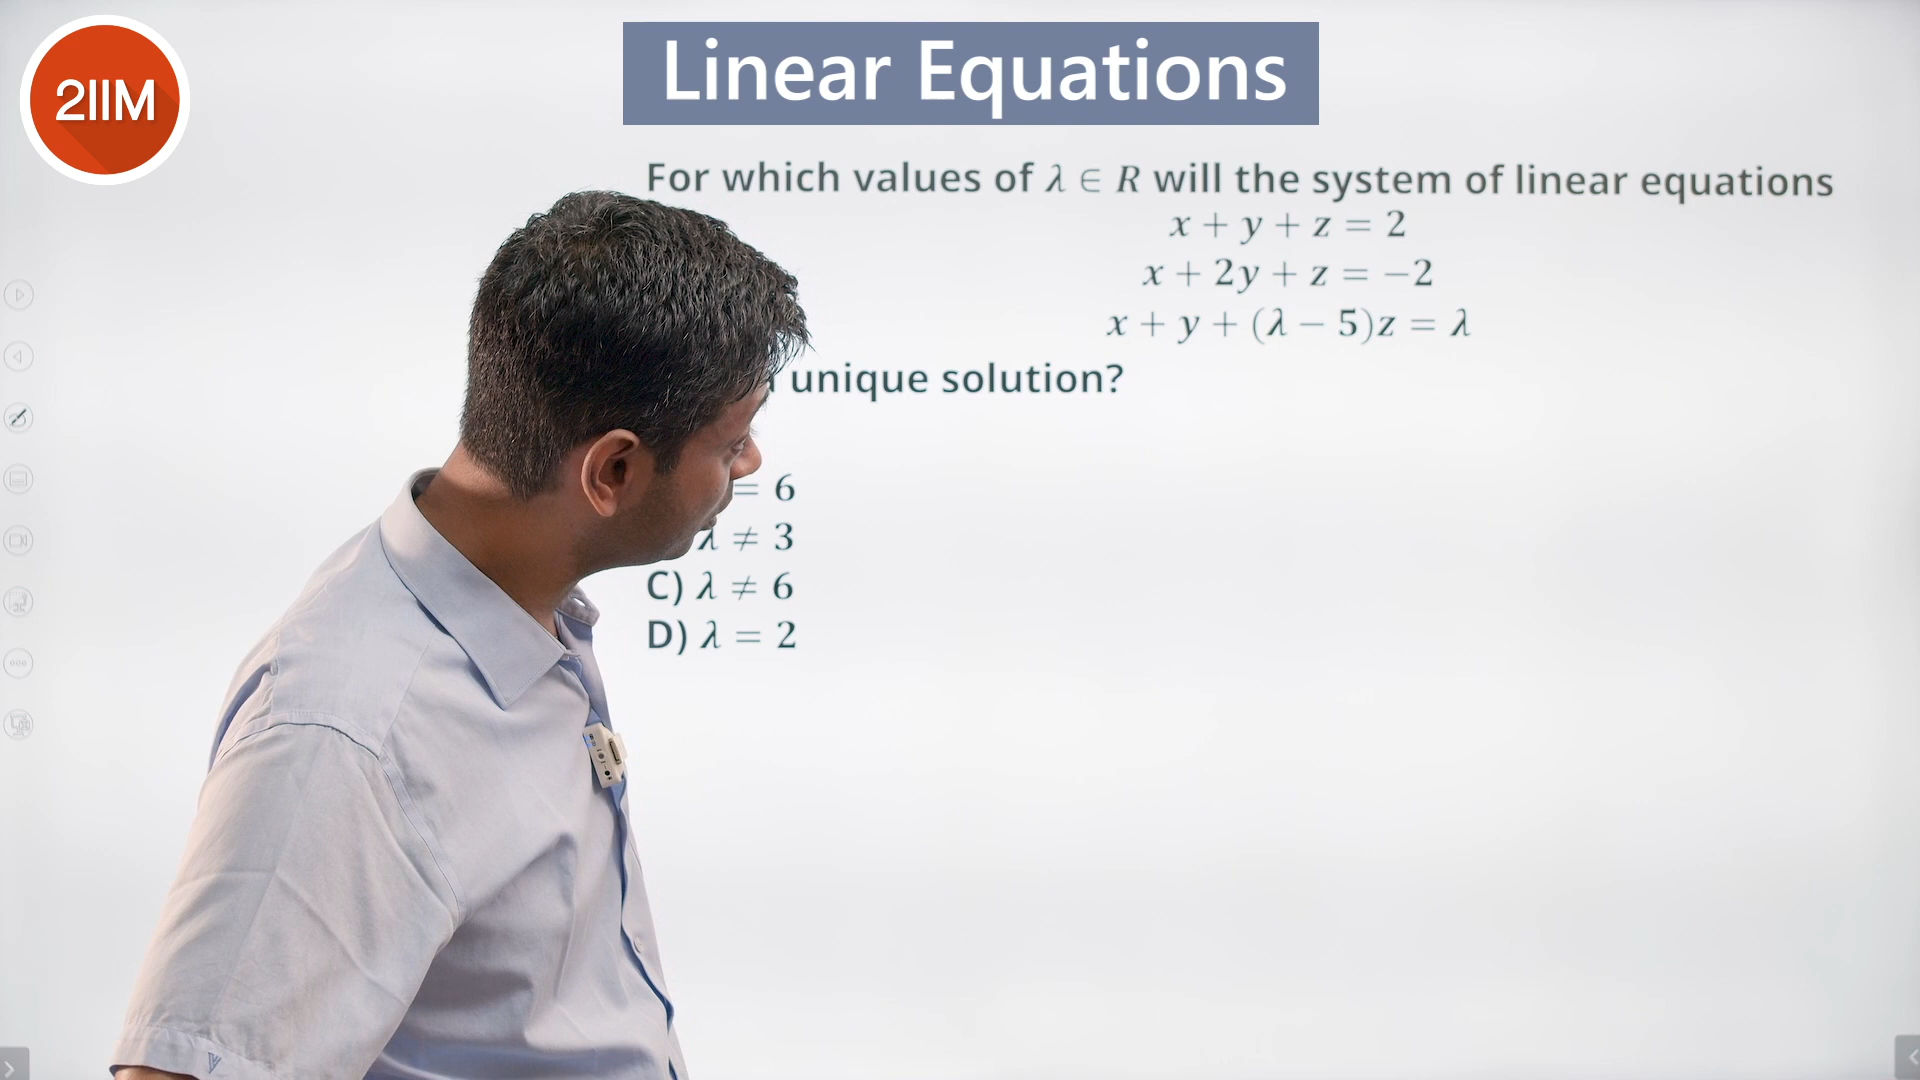 2IIM
Linear Equations
For which values of λ ∈ R will the system of linear equations
x + y + z = 2
x + 2y + z = −2
x + y + (λ − 5)z = λ
unique solution?
= 6
λ ≠ 3
C) λ ≠ 6
D) λ = 2